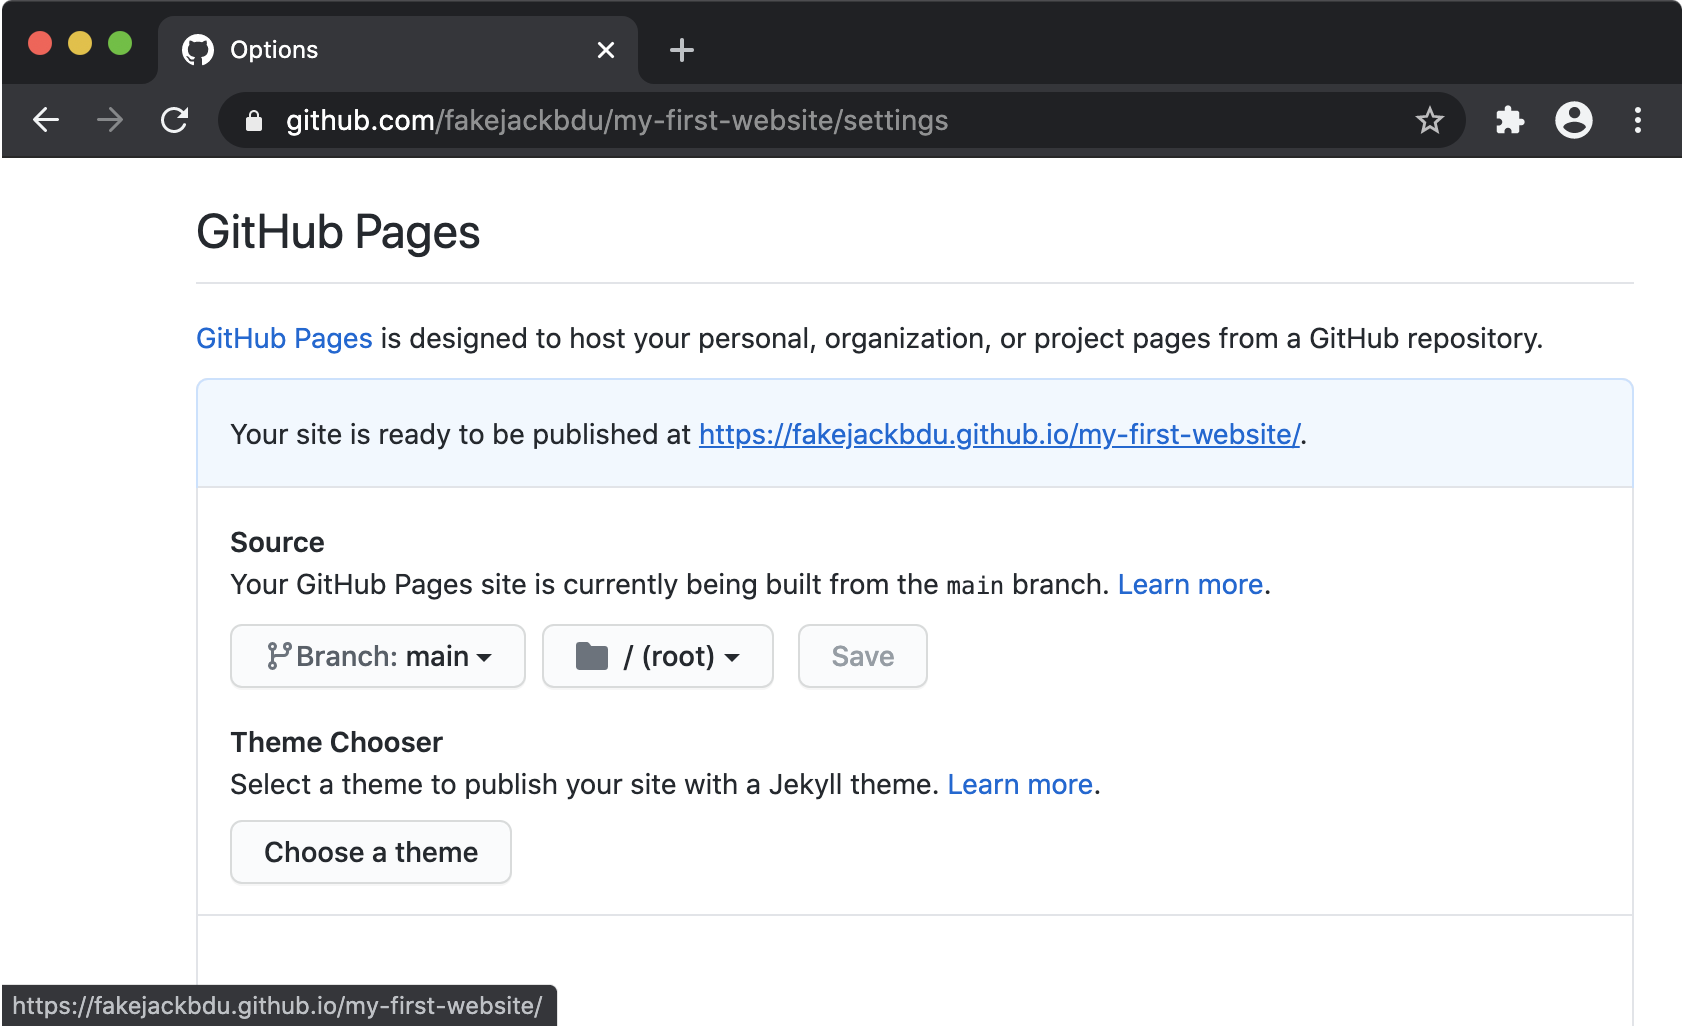 Options
github.com/fakejackbdu/my-first-website/settings
GitHub Pages
GitHub Pages is designed to host your personal, organization, or project pages from a GitHub repository.
Your site is ready to be published at https://fakejackbdu.github.io/my-first-website/.
Source
Your GitHub Pages site is currently being built from the main branch. Learn more.
Branch: main / (root) Save
Theme Chooser
Select a theme to publish your site with a Jekyll theme. Learn more.
Choose a theme
https://fakejackbdu.github.io/my-first-website/